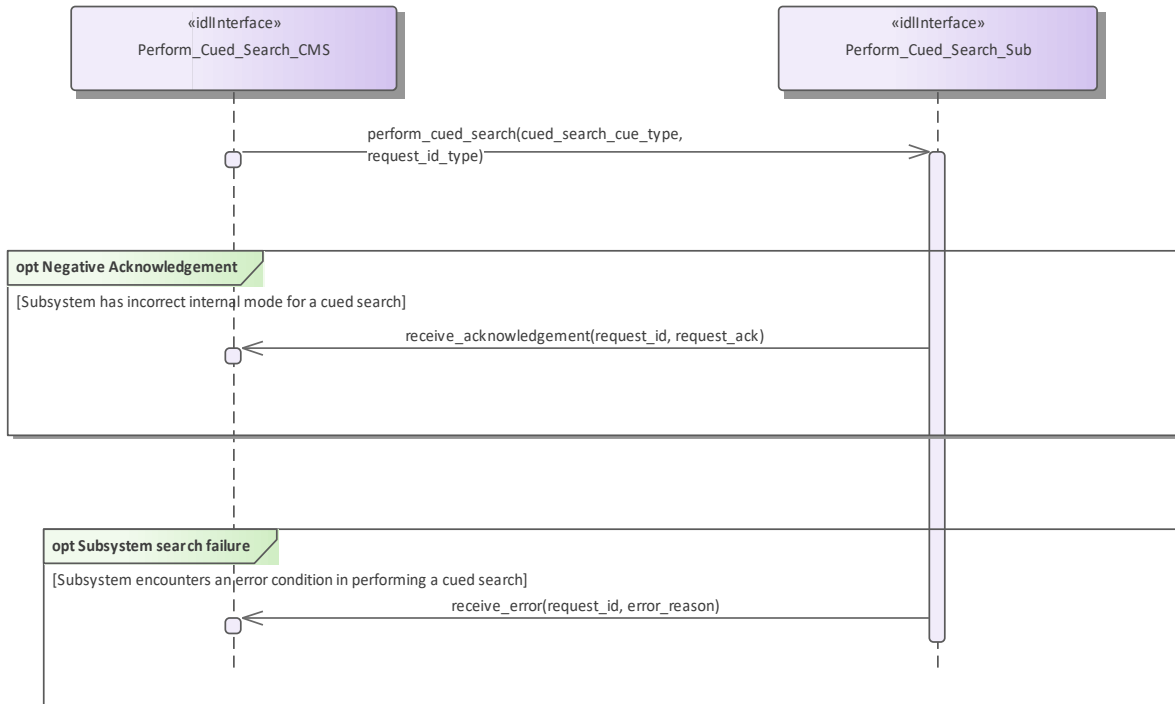 «idlInterface»
Perform_Cued_Search_CMS
«idlInterface»
Perform_Cued_Search_Sub
perform_cued_search(cued_search_cue_type,
request_id_type)
opt Negative Acknowledgement
[Subsystem has incorrect internal mode for a cued search]
receive_acknowledgement(request_id, request_ack)
opt Subsystem search failure
[Subsystem encounters an error condition in performing a cued search]
receive_error(request_id, error_reason)